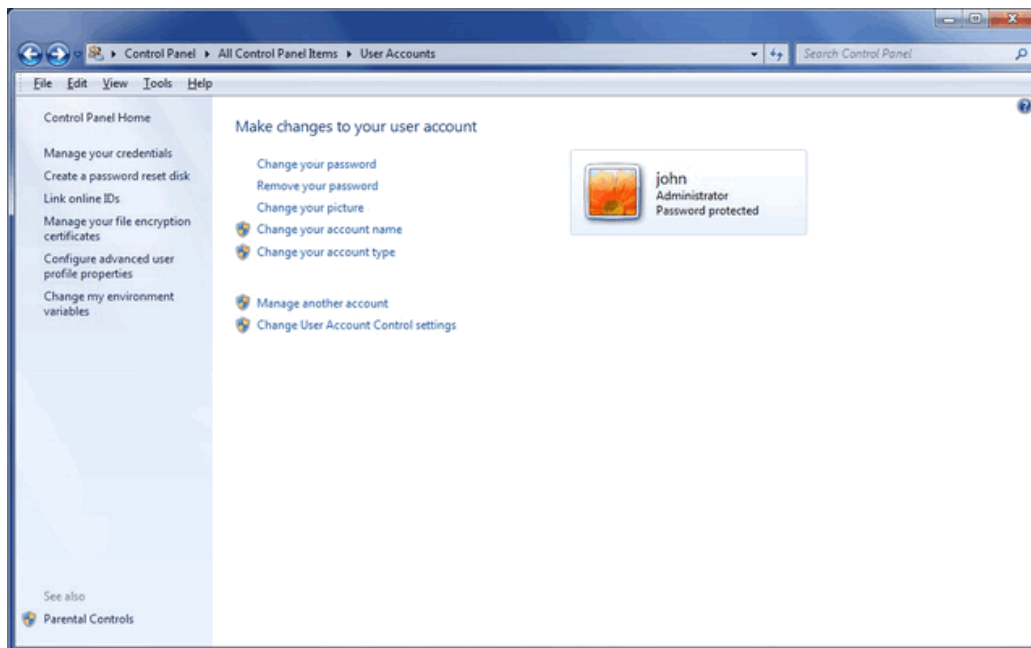 Control Panel ▸ All Control Panel Items ▸ User Accounts
Search Control Panel
File Edit View Tools Help
Control Panel Home
Manage your credentials
Create a password reset disk
Link online IDs
Manage your file encryption
certificates
Configure advanced user
profile properties
Change my environment
variables
See also
Parental Controls
Make changes to your user account
Change your password
Remove your password
Change your picture
Change your account name
Change your account type
Manage another account
Change User Account Control settings
john
Administrator
Password protected